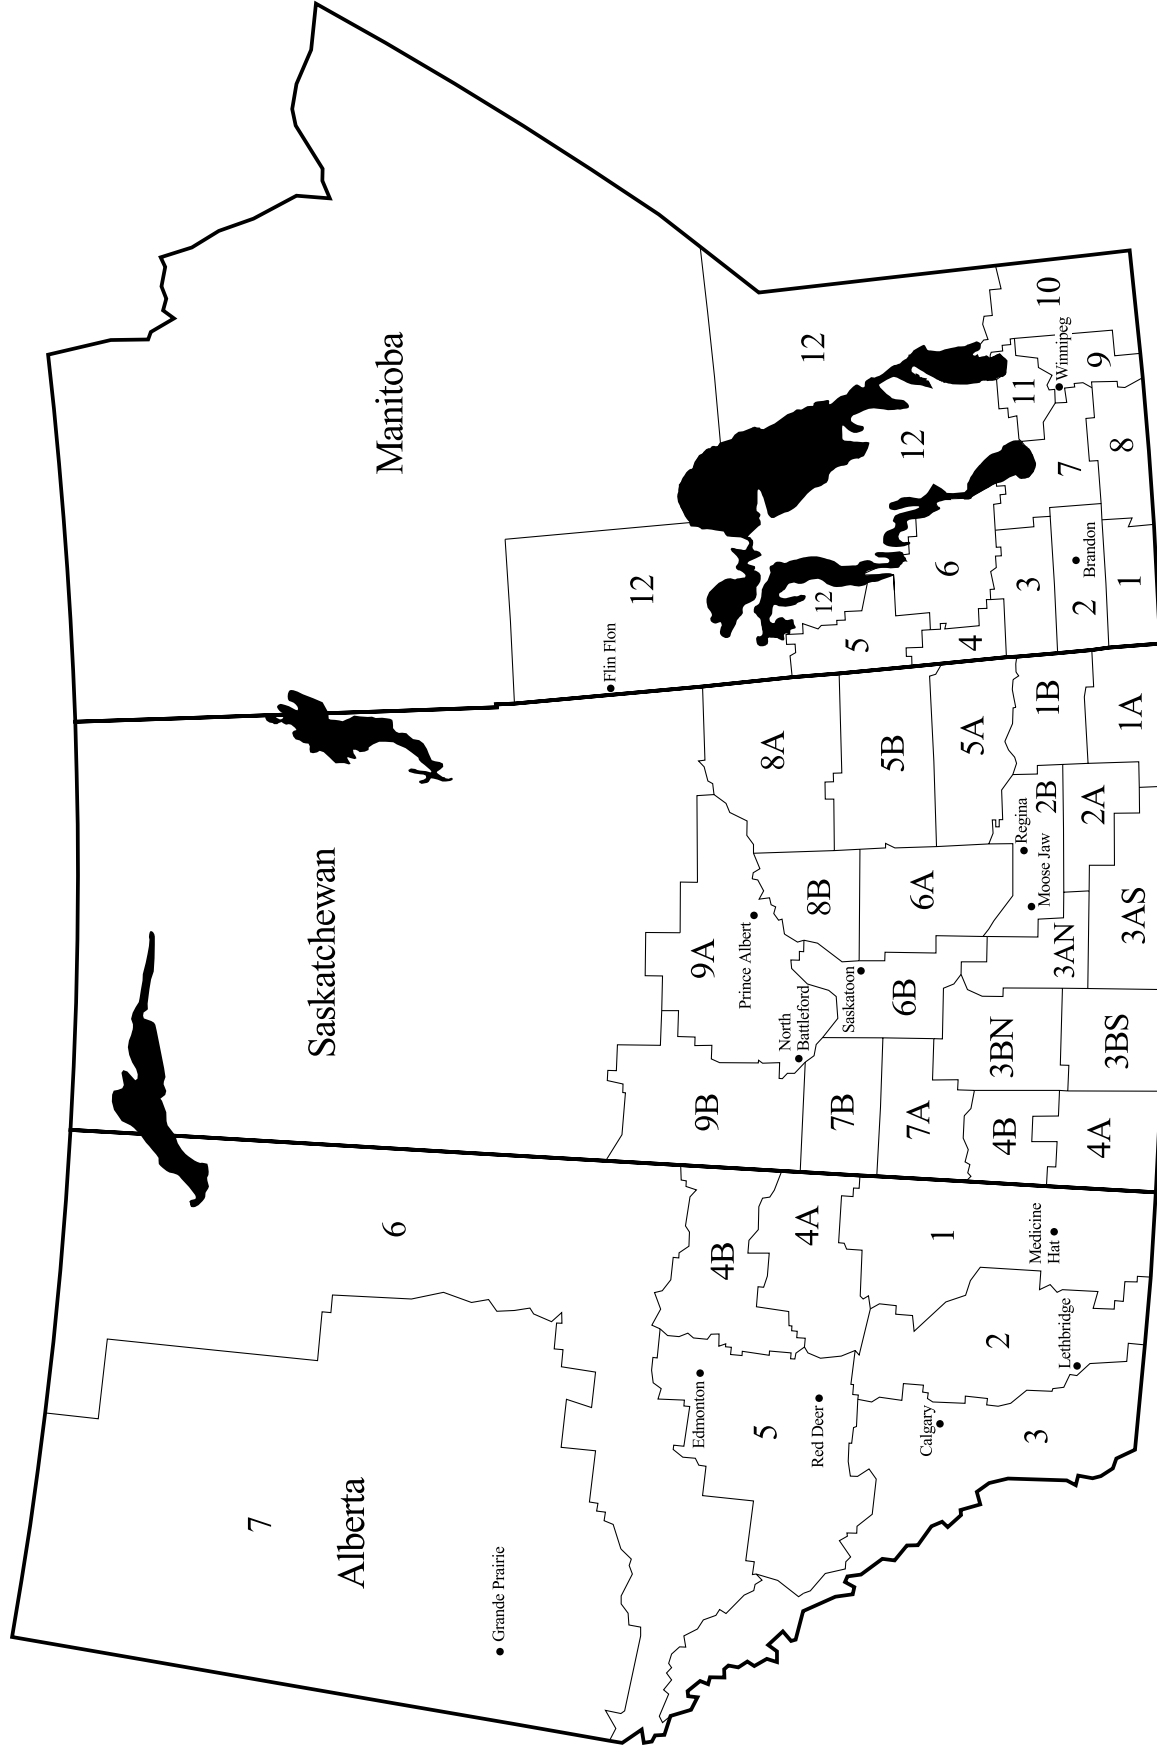 Alberta
7
Grande Prairie
6
4B
4A
Edmonton
5
Red Deer
Calgary
3
2
Lethbridge
1
Medicine
Hat
Saskatchewan
9B
9A
Prince Albert
North
Battleford
7B
7A
4B
4A
Saskatoon
6B
3BN
3BS
8B
6A
3AN
3AS
8A
5B
5A
Regina
Moose Jaw
2B
2A
1B
1A
Manitoba
Flin Flon
12
12
12
12
5
4
6
3
2
Brandon
1
7
8
11
Winnipeg
9
10